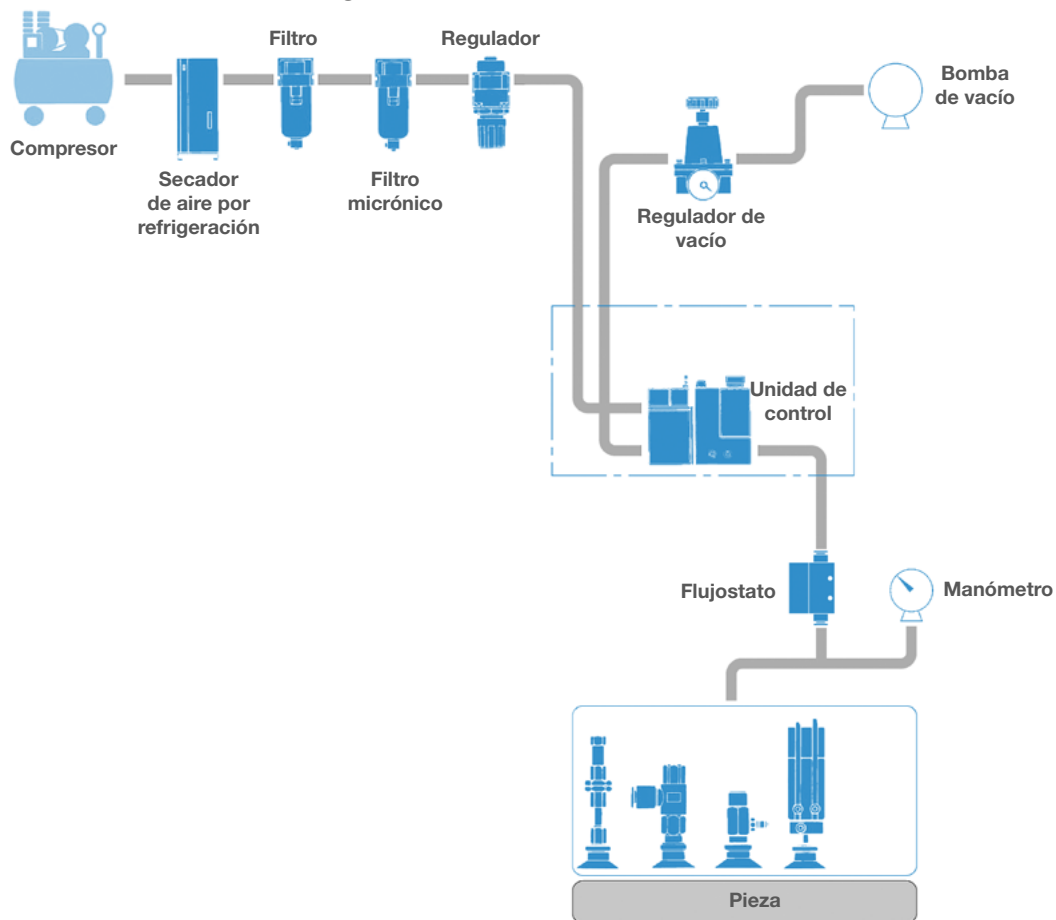 Filtro
Regulador
Compresor
Secador
de aire por
refrigeración
Filtro
micrónico
Bomba
de vacío
Regulador de
vacío
Unidad de
control
Flujostato
Manómetro
Pieza